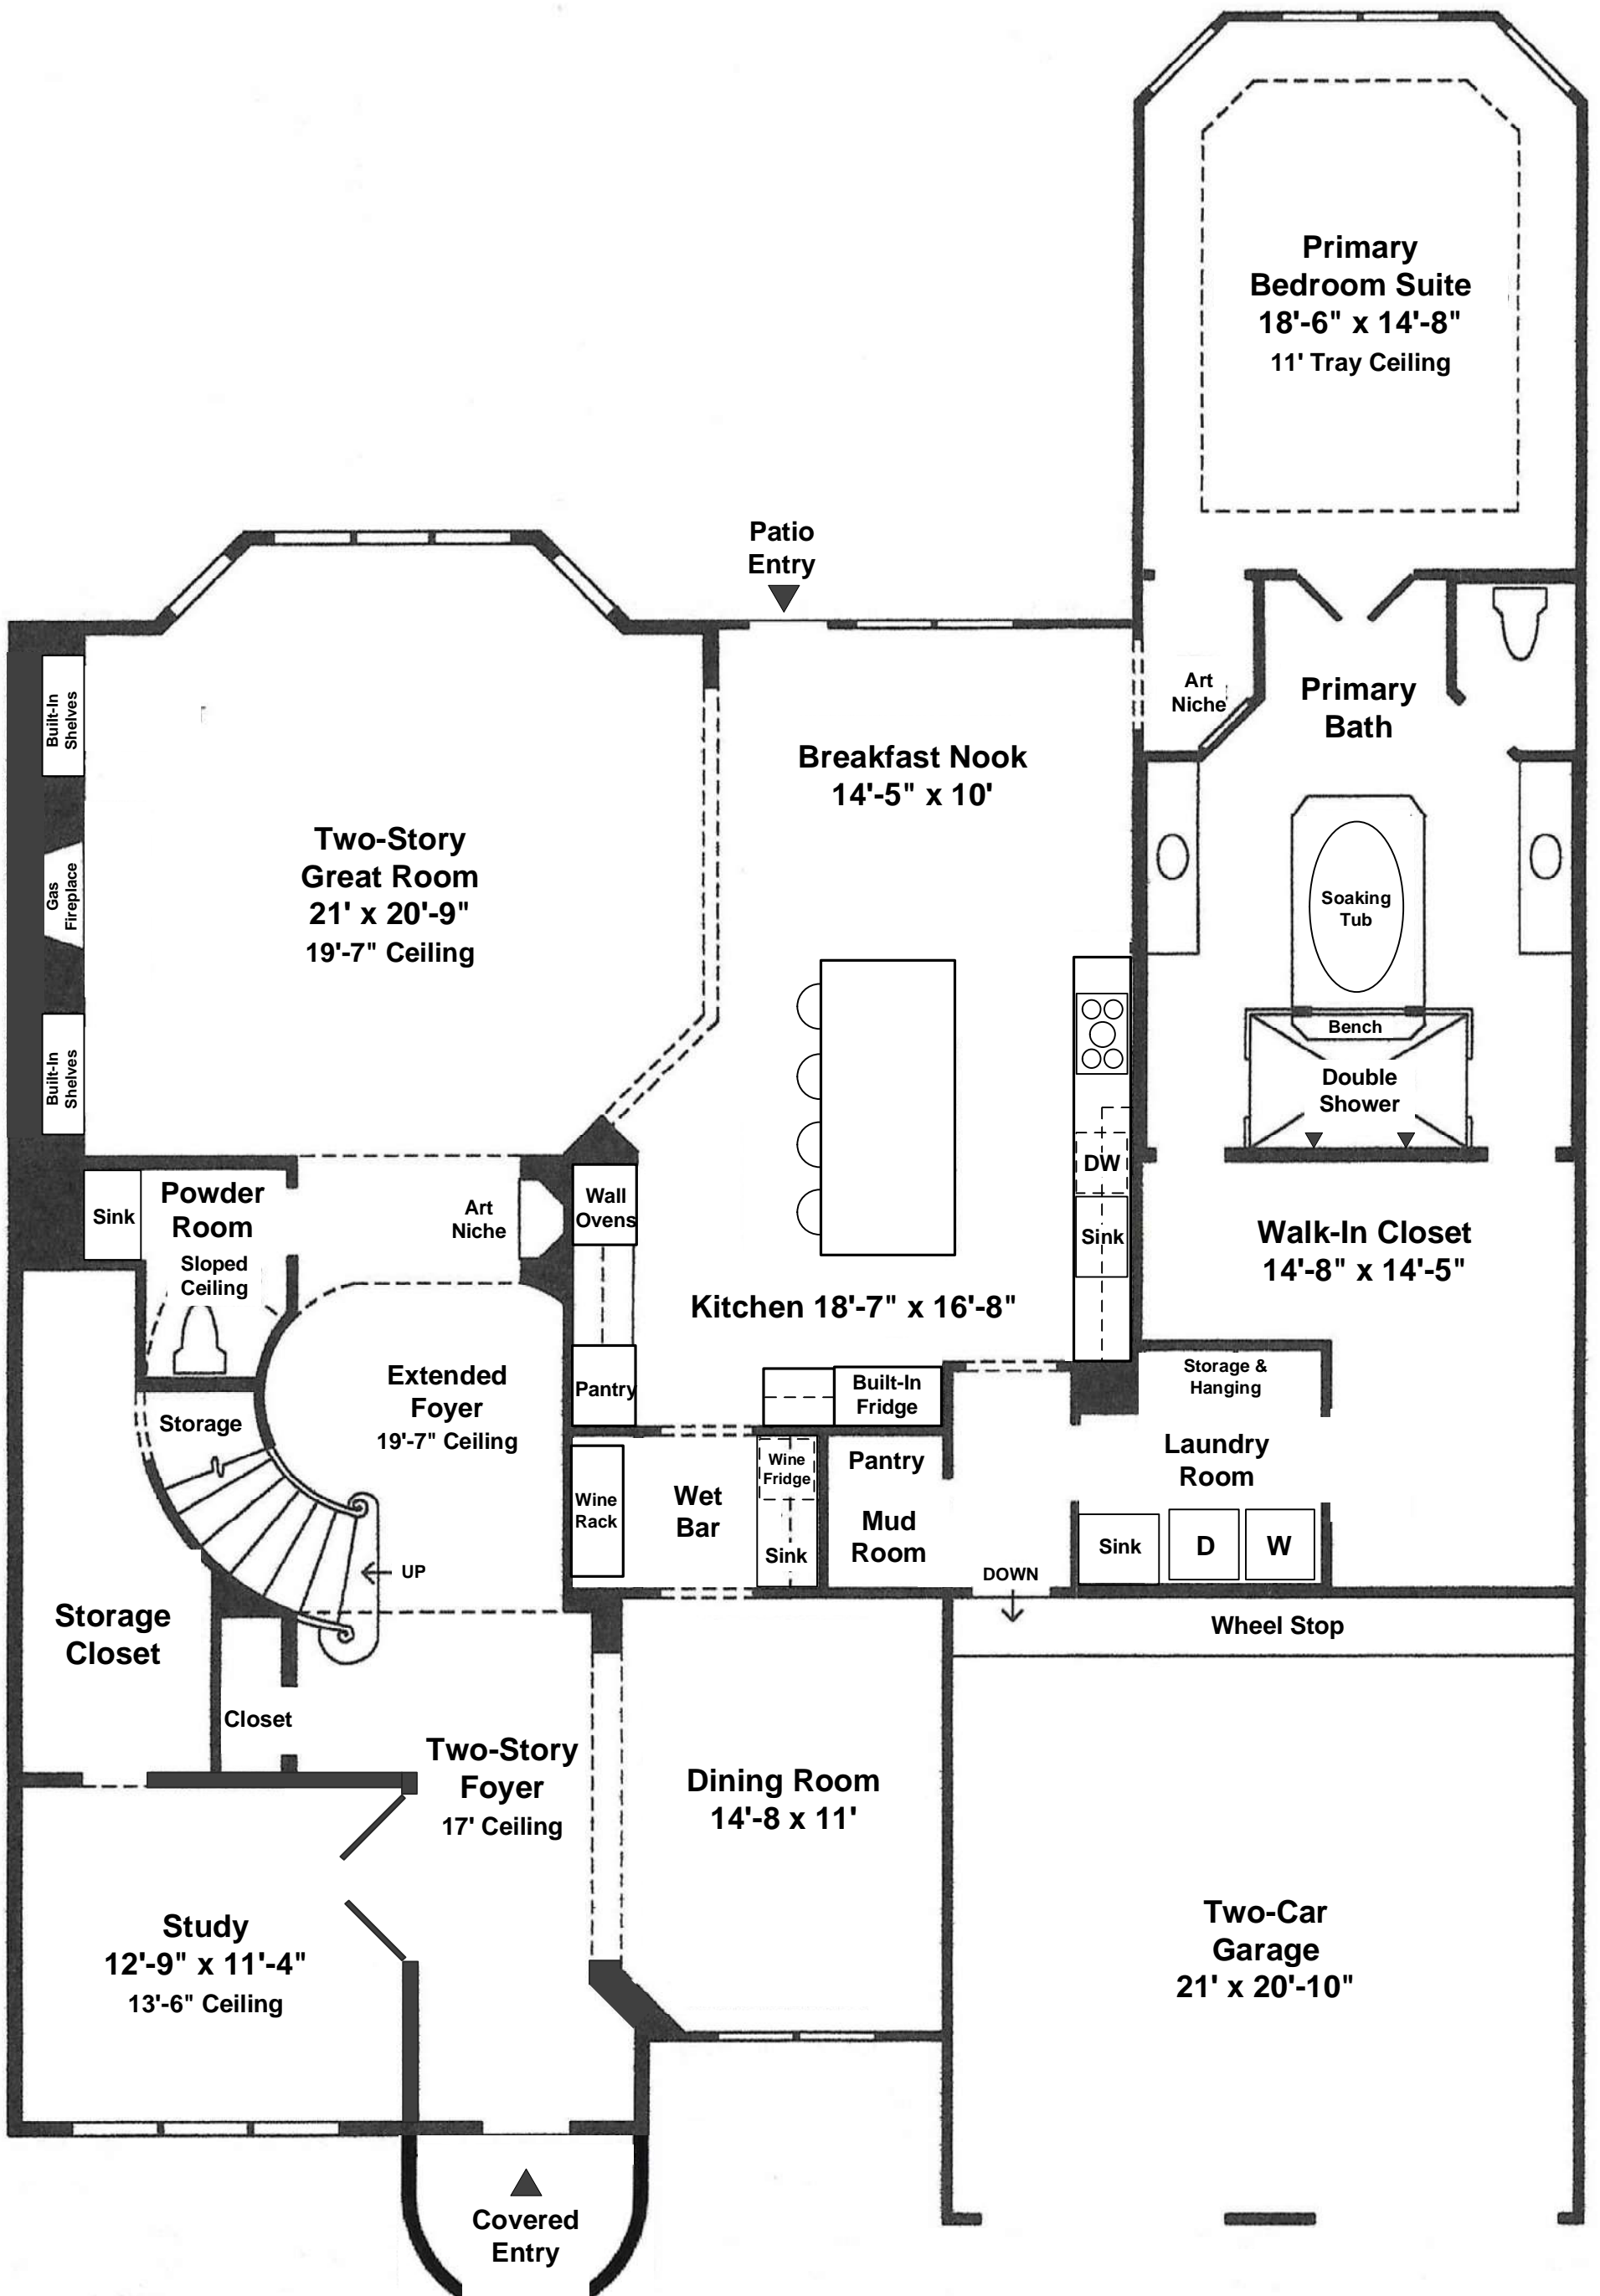 Primary
Bedroom Suite
18'-6" x 14'-8"
11' Tray Ceiling
Patio
Entry
Built-In
Shelves
Art
Niche
Primary
Bath
Breakfast Nook
14'-5" x 10'
Two-Story
Great Room
21' x 20'-9"
19'-7" Ceiling
Gas
Fireplace
Soaking
Tub
Bench
Built-In
Shelves
Double
Shower
DW
Sink
Powder
Room
Sloped
Ceiling
Art
Niche
Wall
Ovens
Sink
Walk-In Closet
14'-8" x 14'-5"
Kitchen 18'-7" x 16'-8"
Extended
Foyer
19'-7" Ceiling
Pantry
Built-In
Fridge
Storage &
Hanging
Storage
Laundry
Room
Wine
Rack
Wet
Bar
Wine
Fridge
Sink
Pantry
Mud
Room
Sink
D
W
UP
DOWN
Storage
Closet
Wheel Stop
Closet
Two-Story
Foyer
17' Ceiling
Dining Room
14'-8 x 11'
Study
12'-9" x 11'-4"
13'-6" Ceiling
Two-Car
Garage
21' x 20'-10"
Covered
Entry